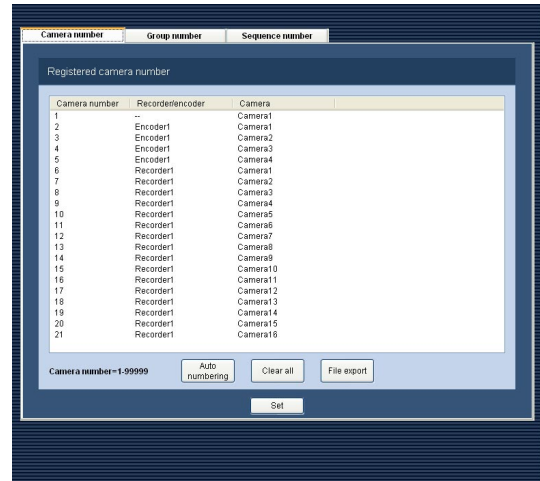 Camera number Group number Sequence number
Registered camera number
Camera number Recorder/encoder Camera
1 -- Camera1
2 Encoder1 Camera1
3 Encoder1 Camera2
4 Encoder1 Camera3
5 Encoder1 Camera4
6 Recorder1 Camera1
7 Recorder1 Camera2
8 Recorder1 Camera3
9 Recorder1 Camera4
10 Recorder1 Camera5
11 Recorder1 Camera6
12 Recorder1 Camera7
13 Recorder1 Camera8
14 Recorder1 Camera9
15 Recorder1 Camera10
16 Recorder1 Camera11
17 Recorder1 Camera12
18 Recorder1 Camera13
19 Recorder1 Camera14
20 Recorder1 Camera15
21 Recorder1 Camera16
Camera number=1-99999 Auto numbering Clear all File export
Set